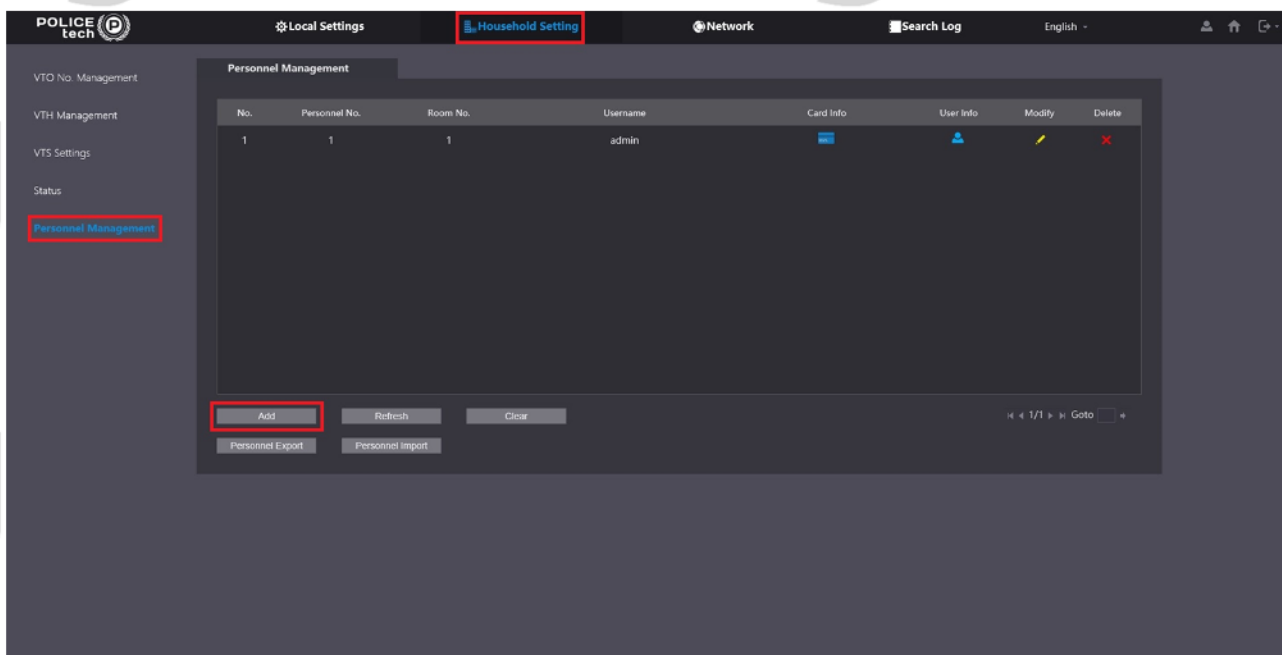 POLICE tech P
Local Settings
Household Setting
Network
Search Log
English
VTO No. Management
VTH Management
VTS Settings
Status
Personnel Management
Personnel Management
No. Personnel No. Room No. Username Card Info User Info Modify Delete
1 1 1 admin
Add Refresh Clear 1/1 Goto
Personnel Export Personnel Import